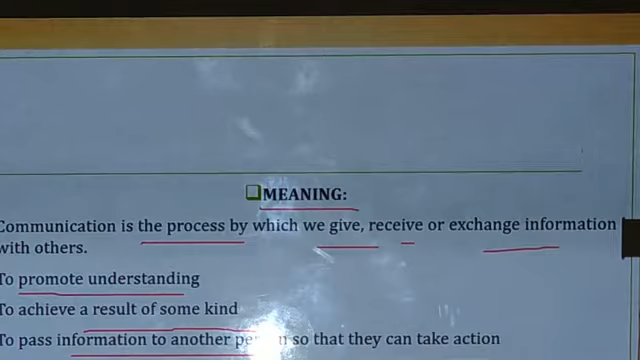 MEANING:
Communication is the process by which we give, receive or exchange information
with others.
To promote understanding
To achieve a result of some kind
To pass information to another person so that they can take action